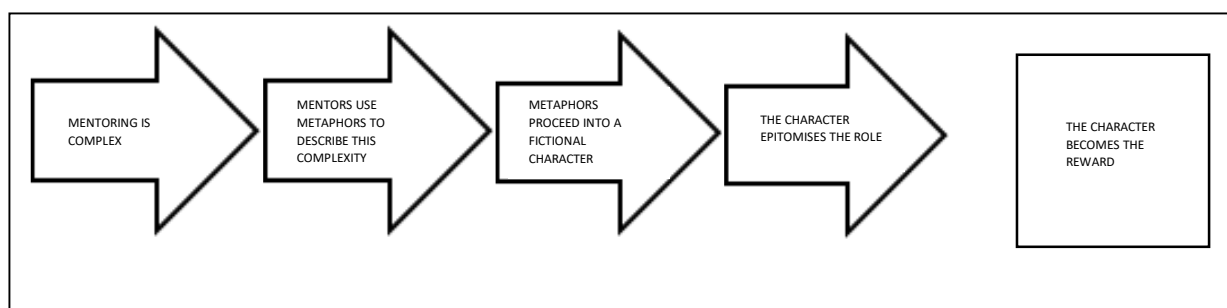 MENTORING IS
COMPLEX
MENTORS USE
METAPHORS TO
DESCRIBE THIS
COMPLEXITY
METAPHORS
PROCEED INTO A
FICTIONAL
CHARACTER
THE CHARACTER
EPITOMISES THE ROLE
THE CHARACTER
BECOMES THE
REWARD